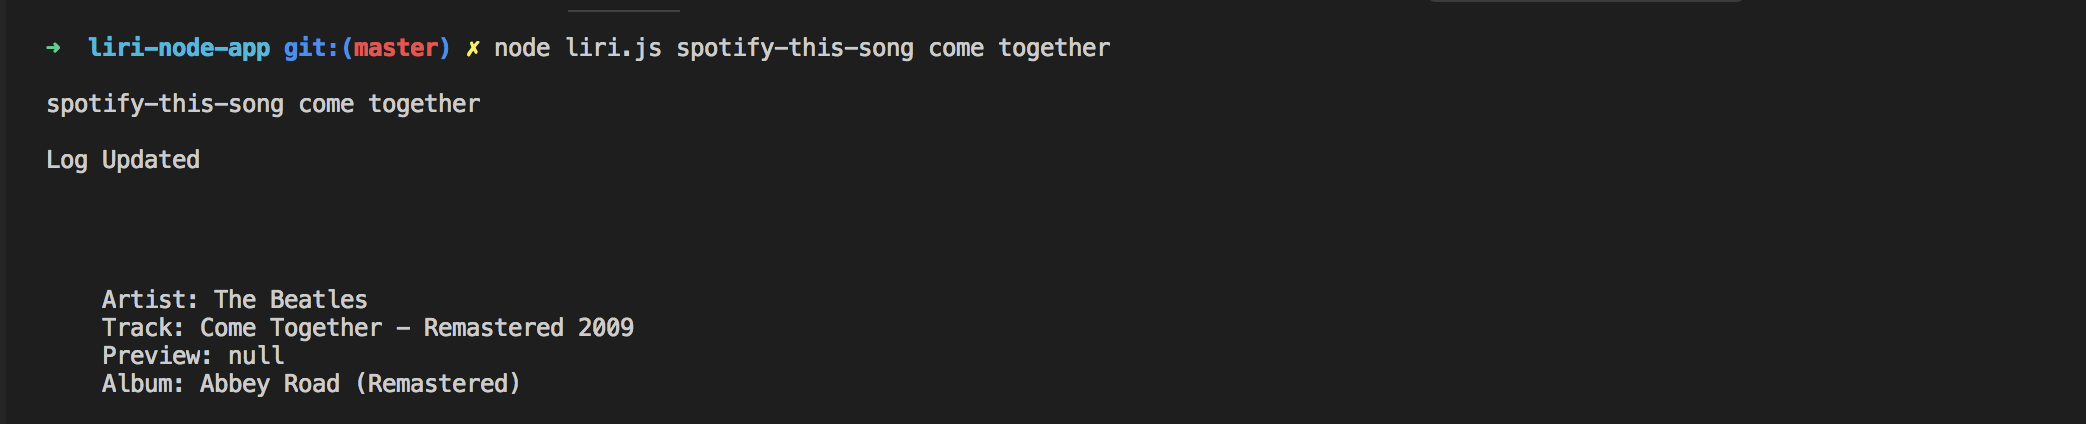 ➜ liri-node-app git:(master) ✗ node liri.js spotify-this-song come together
spotify-this-song come together
Log Updated
Artist: The Beatles
Track: Come Together - Remastered 2009
Preview: null
Album: Abbey Road (Remastered)